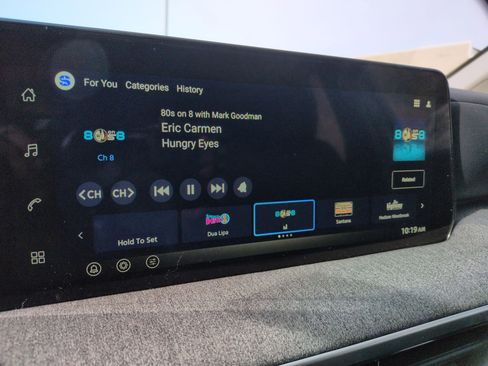 For You Categories History
80s on 8 with Mark Goodman
Eric Carmen
Hungry Eyes
Ch 8
Related
<CH CH>
Hold To Set
Dua Lipa
Santana
10:19 AM